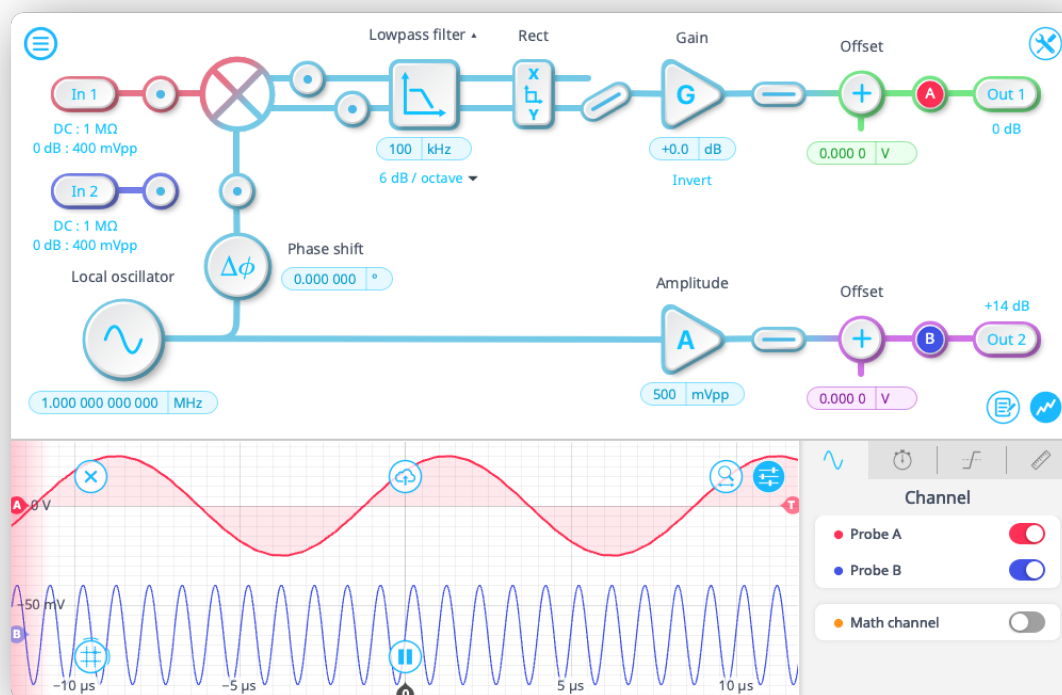 Lowpass filter
Rect
Gain
Offset
In 1
X
Y
G
+
A
Out 1
DC : 1 MΩ
0 dB : 400 mVpp
100 kHz
6 dB / octave
+0.0 dB
Invert
0.000 0 V
0 dB
In 2
DC : 1 MΩ
0 dB : 400 mVpp
Δϕ
Phase shift
0.000 000 °
Local oscillator
Amplitude
Offset
+14 dB
A
+
B
Out 2
1.000 000 000 000 MHz
500 mVpp
0.000 0 V
A
0 V
T
−50 mV
B
−10 µs
−5 µs
0
5 µs
10 µs
Channel
Probe A
Probe B
Math channel